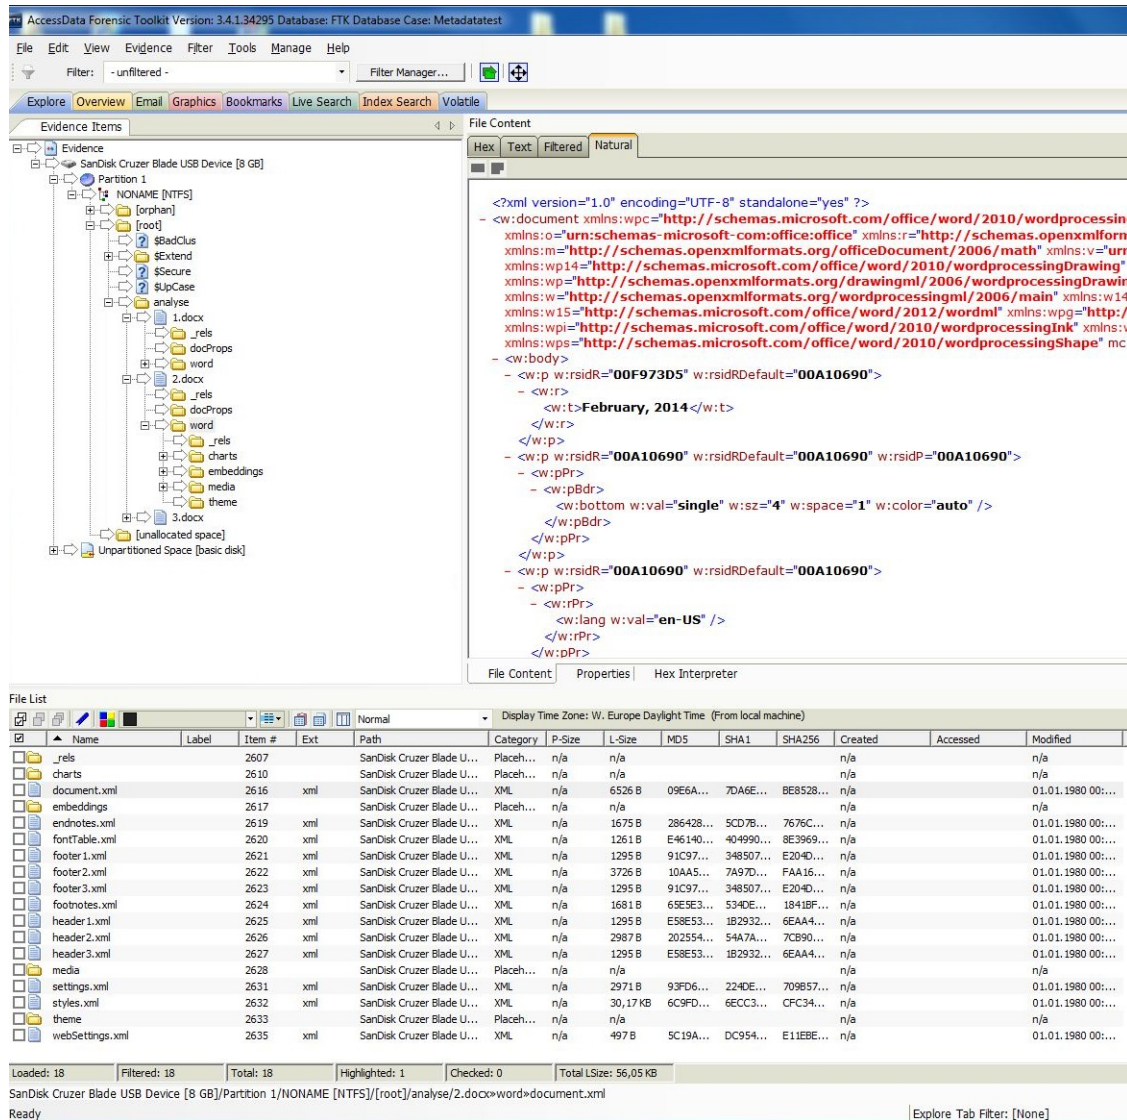 AccessData Forensic Toolkit Version: 3.4.1.34295 Database: FTK Database Case: Metadatatest
File Edit View Evidence Filter Tools Manage Help
Filter: - unfiltered - Filter Manager...
Explore Overview Email Graphics Bookmarks Live Search Index Search Volatile
Evidence Items
Evidence
SanDisk Cruzer Blade USB Device [8 GB]
Partition 1
NONAME [NTFS]
[orphan]
[root]
$BadClus
$Extend
$Secure
$UpCase
analyse
1.docx
_rels
docProps
word
2.docx
_rels
docProps
word
_rels
charts
embeddings
media
theme
3.docx
[unallocated space]
Unpartitioned Space [basic disk]
File Content
Hex Text Filtered Natural
<?xml version="1.0" encoding="UTF-8" standalone="yes" ?>
- <w:document xmlns:wpc="http://schemas.microsoft.com/office/word/2010/wordprocessin
xmlns:o="urn:schemas-microsoft-com:office:office" xmlns:r="http://schemas.openxmlforn
xmlns:m="http://schemas.openxmlformats.org/officeDocument/2006/math" xmlns:v="urn
xmlns:wp14="http://schemas.microsoft.com/office/word/2010/wordprocessingDrawing"
xmlns:wp="http://schemas.openxmlformats.org/drawingml/2006/wordprocessingDrawin
xmlns:w="http://schemas.openxmlformats.org/wordprocessingml/2006/main" xmlns:w14
xmlns:w15="http://schemas.microsoft.com/office/word/2012/wordml" xmlns:wpg="http:/
xmlns:wpi="http://schemas.microsoft.com/office/word/2010/wordprocessingInk" xmlns:w
xmlns:wps="http://schemas.microsoft.com/office/word/2010/wordprocessingShape" mc
- <w:body>
- <w:p w:rsidR="00F973D5" w:rsidRDefault="00A10690">
- <w:r>
<w:t>February, 2014</w:t>
</w:r>
</w:p>
- <w:p w:rsidR="00A10690" w:rsidRDefault="00A10690" w:rsidP="00A10690">
- <w:pPr>
- <w:pBdr>
<w:bottom w:val="single" w:sz="4" w:space="1" w:color="auto" />
</w:pBdr>
</w:pPr>
</w:p>
- <w:p w:rsidR="00A10690" w:rsidRDefault="00A10690">
- <w:pPr>
- <w:rPr>
<w:lang w:val="en-US" />
</w:rPr>
</w:pPr>
File Content Properties Hex Interpreter
File List
Normal Display Time Zone: W. Europe Daylight Time (From local machine)
Name Label Item # Ext Path Category P-Size L-Size MD5 SHA1 SHA256 Created Accessed Modified
_rels 2607 SanDisk Cruzer Blade U... Placeh... n/a n/a n/a n/a
charts 2610 SanDisk Cruzer Blade U... Placeh... n/a n/a n/a n/a
document.xml 2616 xml SanDisk Cruzer Blade U... XML n/a 6526 B 09E6A... 7DA6E... BE8528... n/a 01.01.1980 00:...
embeddings 2617 SanDisk Cruzer Blade U... Placeh... n/a n/a n/a n/a
endnotes.xml 2619 xml SanDisk Cruzer Blade U... XML n/a 1675 B 286428... 5CD7B... 7676C... n/a 01.01.1980 00:...
fontTable.xml 2620 xml SanDisk Cruzer Blade U... XML n/a 1261 B E46140... 404990... 8E3969... n/a 01.01.1980 00:...
footer1.xml 2621 xml SanDisk Cruzer Blade U... XML n/a 1295 B 91C97... 348507... E204D... n/a 01.01.1980 00:...
footer2.xml 2622 xml SanDisk Cruzer Blade U... XML n/a 3726 B 10AA5... 7A97D... FAA16... n/a 01.01.1980 00:...
footer3.xml 2623 xml SanDisk Cruzer Blade U... XML n/a 1295 B 91C97... 348507... E204D... n/a 01.01.1980 00:...
footnotes.xml 2624 xml SanDisk Cruzer Blade U... XML n/a 1681 B 65E5E3... 534DE... 1841BF... n/a 01.01.1980 00:...
header1.xml 2625 xml SanDisk Cruzer Blade U... XML n/a 1295 B E58E53... 1B2932... 6EAA4... n/a 01.01.1980 00:...
header2.xml 2626 xml SanDisk Cruzer Blade U... XML n/a 2987 B 202554... 54A7A... 7CB90... n/a 01.01.1980 00:...
header3.xml 2627 xml SanDisk Cruzer Blade U... XML n/a 1295 B E58E53... 1B2932... 6EAA4... n/a 01.01.1980 00:...
media 2628 SanDisk Cruzer Blade U... Placeh... n/a n/a n/a n/a
settings.xml 2631 xml SanDisk Cruzer Blade U... XML n/a 2971 B 93FD6... 224DE... 709B57... n/a 01.01.1980 00:...
styles.xml 2632 xml SanDisk Cruzer Blade U... XML n/a 30,17 KB 6C9FD... 6ECC3... CFC34... n/a 01.01.1980 00:...
theme 2633 SanDisk Cruzer Blade U... Placeh... n/a n/a n/a n/a
webSettings.xml 2635 xml SanDisk Cruzer Blade U... XML n/a 497 B 5C19A... DC954... E11EBE... n/a 01.01.1980 00:...
Loaded: 18 Filtered: 18 Total: 18 Highlighted: 1 Checked: 0 Total LSize: 56,05 KB
SanDisk Cruzer Blade USB Device [8 GB]/Partition 1/NONAME [NTFS]/[root]/analyse/2.docx»word»document.xml
Ready Explore Tab Filter: [None]